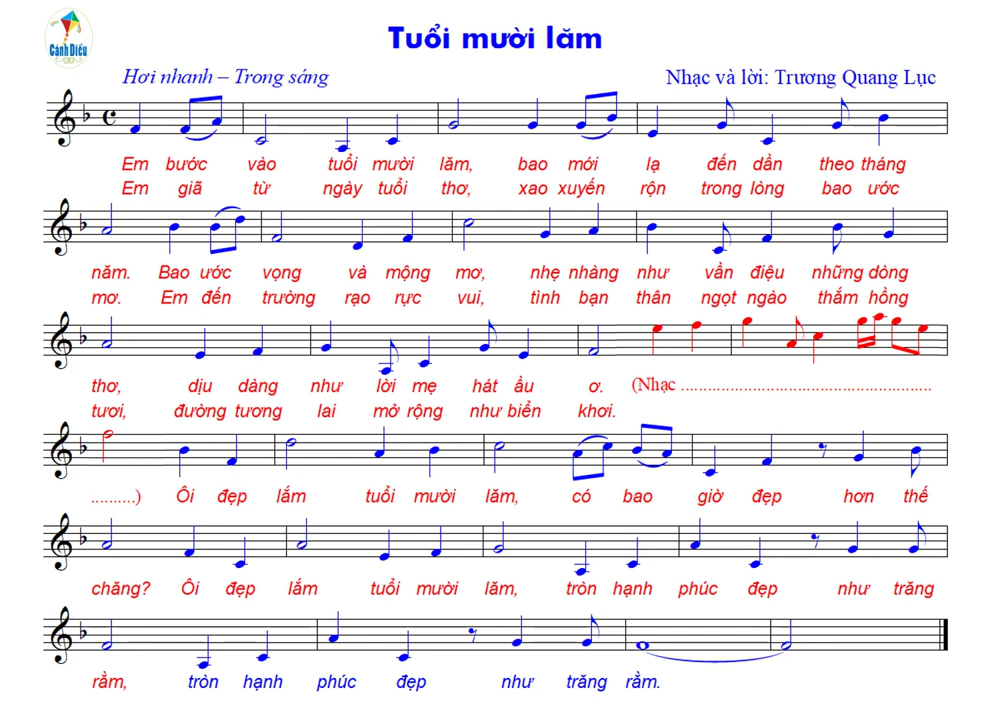 Cánh Diều
Tuổi mười lăm
Hơi nhanh – Trong sáng
Nhạc và lời: Trương Quang Lục
Em bước vào tuổi mười lăm, bao mới lạ đến dần theo tháng
Em giã từ ngày tuổi thơ, xao xuyến rộn trong lòng bao ước
năm. Bao ước vọng và mộng mơ, nhẹ nhàng như vần điệu những dòng
mơ. Em đến trường rạo rực vui, tình bạn thân ngọt ngào thắm hồng
thơ, dịu dàng như lời mẹ hát ầu ơ. (Nhạc ........................................................
tươi, đường tương lai mở rộng như biển khơi.
..........) Ôi đẹp lắm tuổi mười lăm, có bao giờ đẹp hơn thế
chăng? Ôi đẹp lắm tuổi mười lăm, tròn hạnh phúc đẹp như trăng
rằm, tròn hạnh phúc đẹp như trăng rằm.